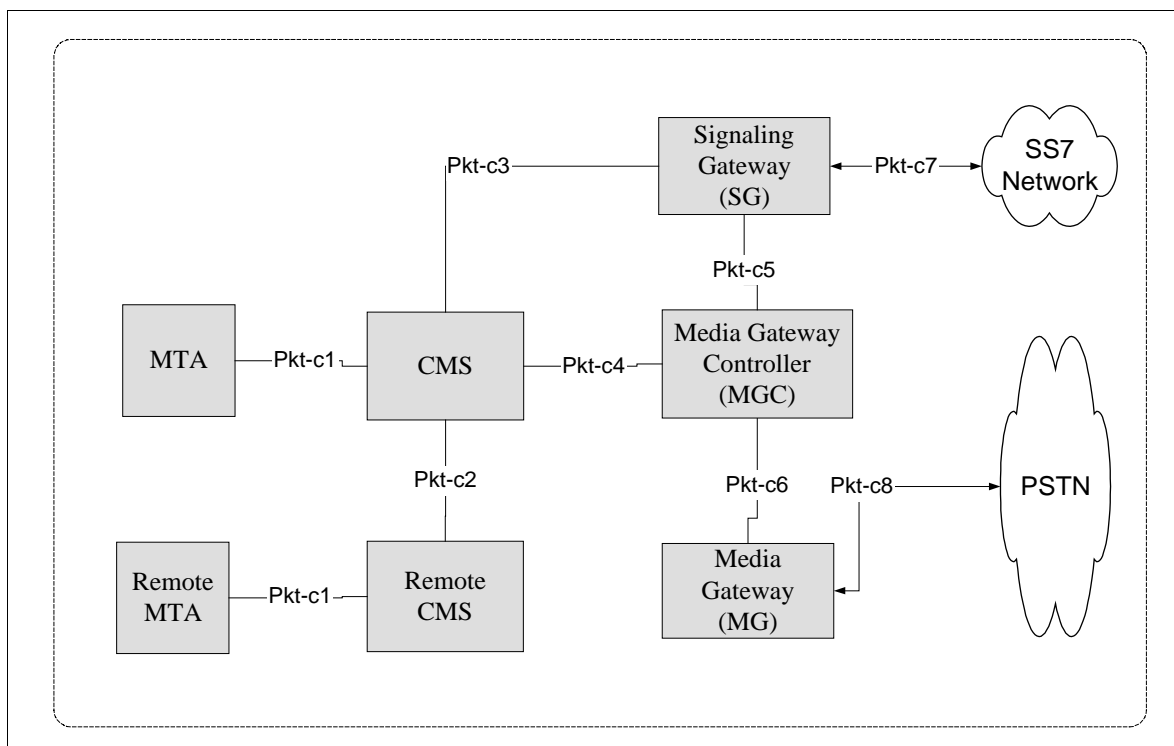 Signaling
Gateway
(SG)
Pkt-c3
Pkt-c7
SS7
Network
Pkt-c5
MTA
Pkt-c1
CMS
Pkt-c4
Media Gateway
Controller
(MGC)
Pkt-c2
Pkt-c6
Pkt-c8
PSTN
Remote
MTA
Pkt-c1
Remote
CMS
Media
Gateway
(MG)